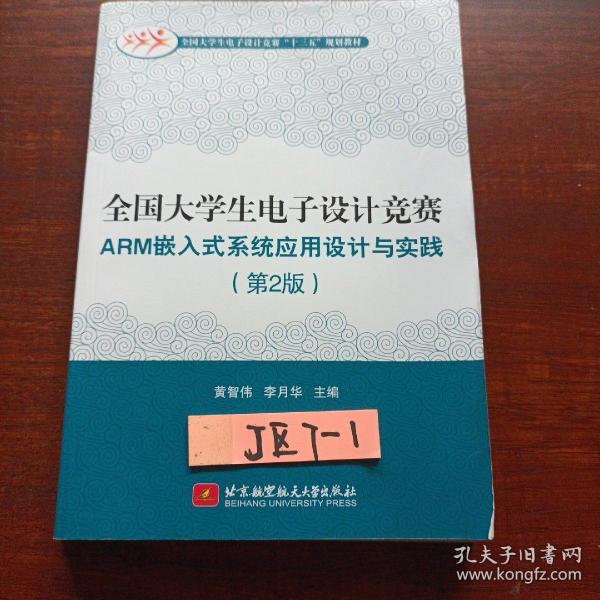 全国大学生电子设计竞赛“十三五”规划教材
全国大学生电子设计竞赛
ARM嵌入式系统应用设计与实践
(第2版)
黄智伟 李月华 主编
J区7-1
北京航空航天大学出版社
BEIHANG UNIVERSITY PRESS
孔夫子旧书网
www.kongfz.com